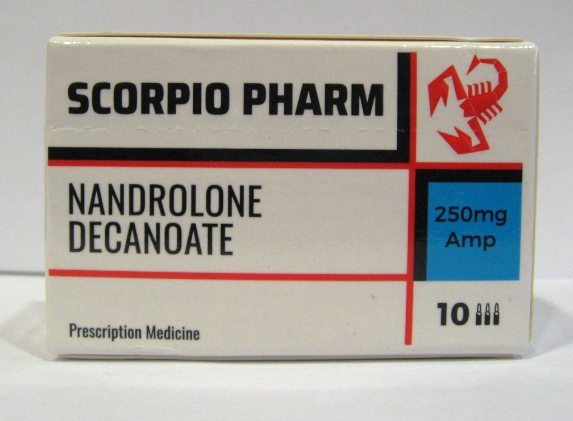 SCORPIO PHARM
NANDROLONE
DECANOATE
250mg
Amp
10
Prescription Medicine